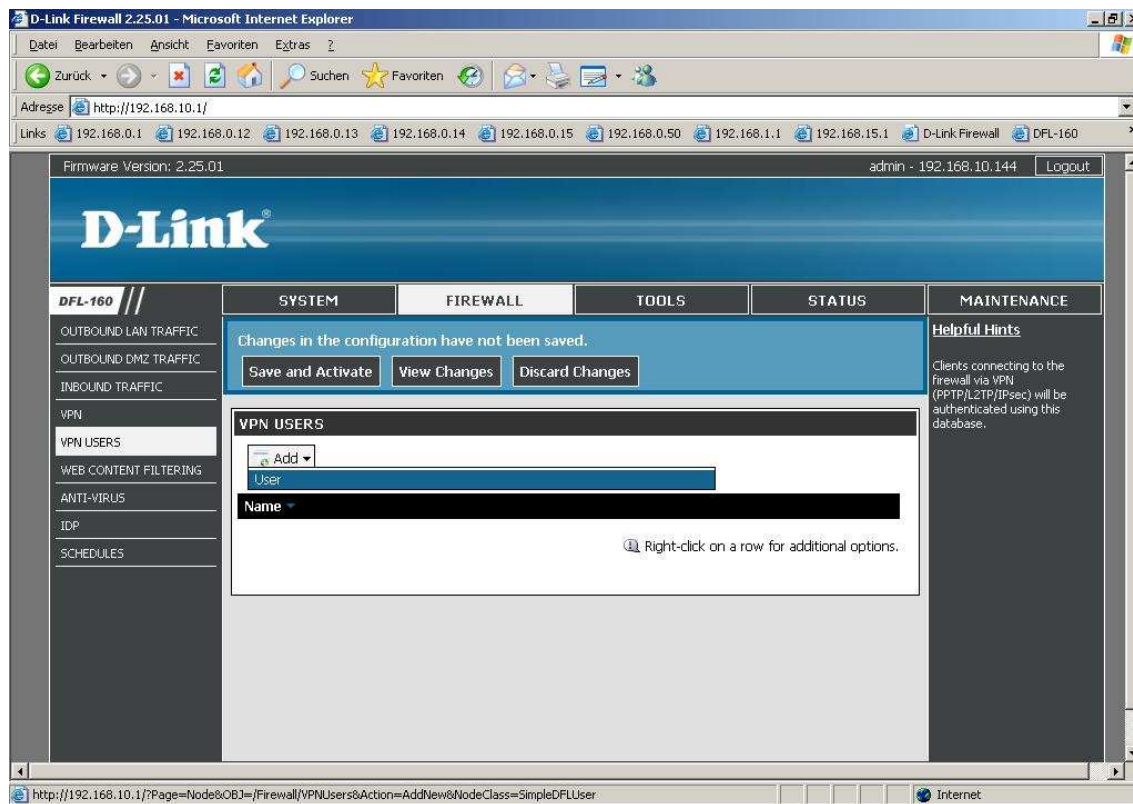 D-Link Firewall 2.25.01 - Microsoft Internet Explorer
Datei Bearbeiten Ansicht Favoriten Extras ?
Zurück Suchen Favoriten
Adresse http://192.168.10.1/
Links 192.168.0.1 192.168.0.12 192.168.0.13 192.168.0.14 192.168.0.15 192.168.0.50 192.168.1.1 192.168.15.1 D-Link Firewall DFL-160
Firmware Version: 2.25.01 admin - 192.168.10.144 Logout
D-Link®
DFL-160 SYSTEM FIREWALL TOOLS STATUS MAINTENANCE
OUTBOUND LAN TRAFFIC
OUTBOUND DMZ TRAFFIC
INBOUND TRAFFIC
VPN
VPN USERS
WEB CONTENT FILTERING
ANTI-VIRUS
IDP
SCHEDULES
Changes in the configuration have not been saved.
Save and Activate View Changes Discard Changes
VPN USERS
Add
User
Name
Right-click on a row for additional options.
Helpful Hints
Clients connecting to the
firewall via VPN
(PPTP/L2TP/IPsec) will be
authenticated using this
database.
http://192.168.10.1/?Page=Node&OBJ=/Firewall/VPNUsers&Action=AddNew&NodeClass=SimpleDFLUser Internet